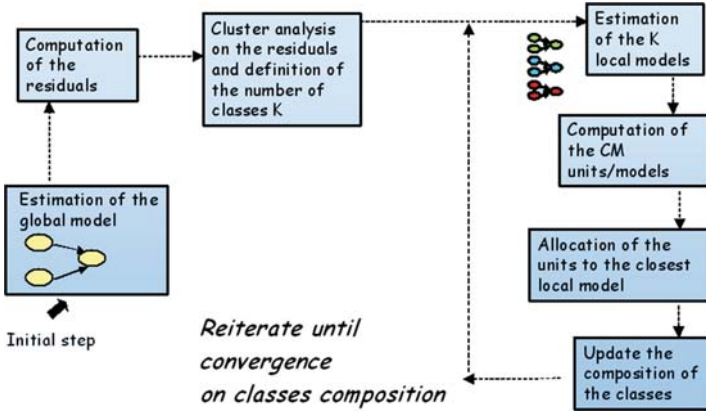 Computation
of the
residuals
Cluster analysis
on the residuals
and definition of
the number of
classes K
Estimation
of the K
local models
Computation of
the CM
units/models
Estimation of the
global model
Allocation of the
units to the closest
local model
Initial step
Reiterate until
convergence
on classes composition
Update the
composition of
the classes